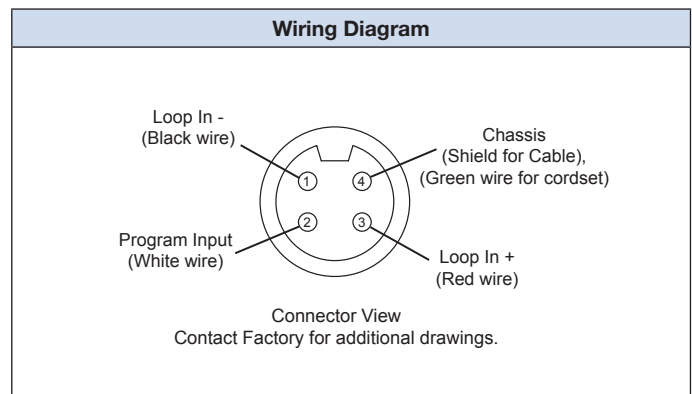 Wiring Diagram
Loop In -
(Black wire)
Chassis
(Shield for Cable),
(Green wire for cordset)
1
4
2
3
Program Input
(White wire)
Loop In +
(Red wire)
Connector View
Contact Factory for additional drawings.